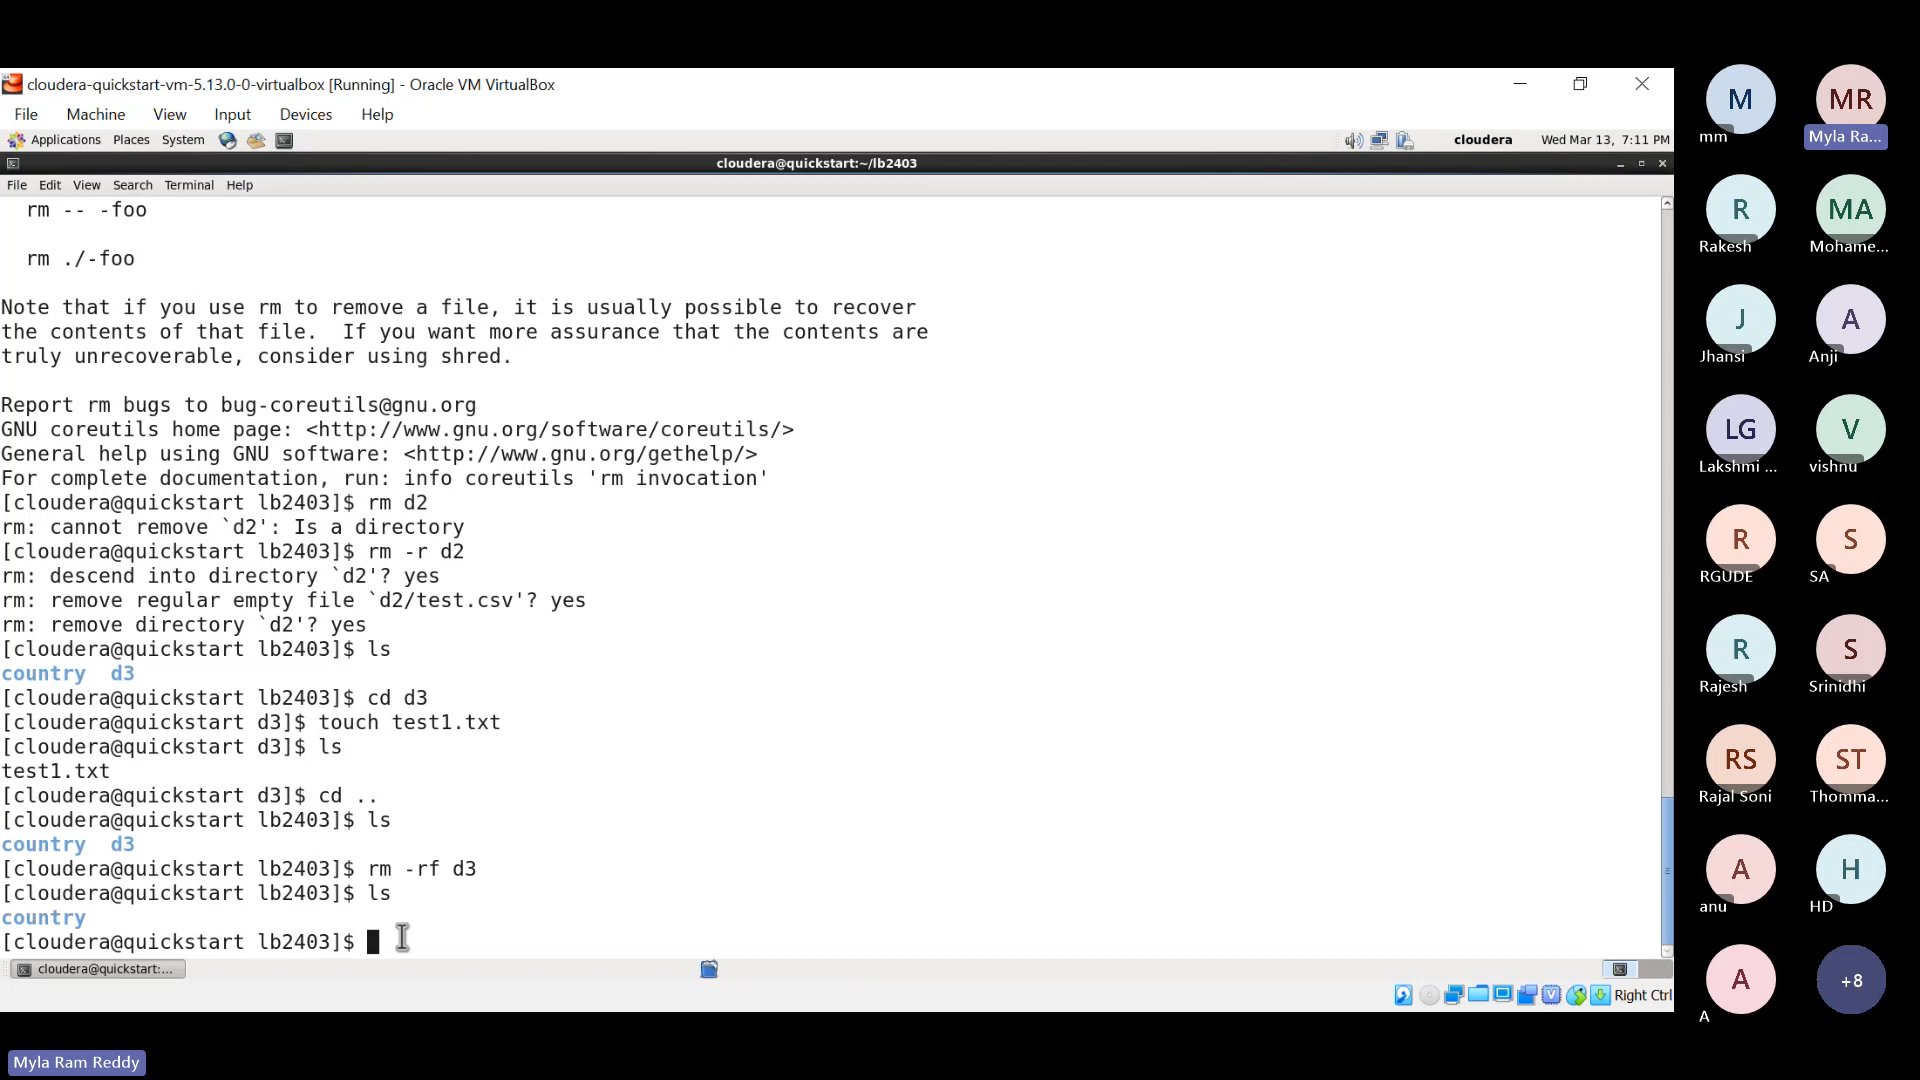 cloudera-quickstart-vm-5.13.0-0-virtualbox [Running] - Oracle VM VirtualBox
File Machine View Input Devices Help
Applications Places System cloudera Wed Mar 13, 7:11 PM
cloudera@quickstart:~/lb2403
File Edit View Search Terminal Help
rm -- -foo
rm ./-foo
Note that if you use rm to remove a file, it is usually possible to recover
the contents of that file.  If you want more assurance that the contents are
truly unrecoverable, consider using shred.
Report rm bugs to bug-coreutils@gnu.org
GNU coreutils home page: <http://www.gnu.org/software/coreutils/>
General help using GNU software: <http://www.gnu.org/gethelp/>
For complete documentation, run: info coreutils 'rm invocation'
[cloudera@quickstart lb2403]$ rm d2
rm: cannot remove `d2': Is a directory
[cloudera@quickstart lb2403]$ rm -r d2
rm: descend into directory `d2'? yes
rm: remove regular empty file `d2/test.csv'? yes
rm: remove directory `d2'? yes
[cloudera@quickstart lb2403]$ ls
country  d3
[cloudera@quickstart lb2403]$ cd d3
[cloudera@quickstart d3]$ touch test1.txt
[cloudera@quickstart d3]$ ls
test1.txt
[cloudera@quickstart d3]$ cd ..
[cloudera@quickstart lb2403]$ ls
country  d3
[cloudera@quickstart lb2403]$ rm -rf d3
[cloudera@quickstart lb2403]$ ls
country
[cloudera@quickstart lb2403]$
cloudera@quickstart:...
Right Ctrl
Myla Ram Reddy
M MR
mm Myla Ra...
R MA
Rakesh Mohame...
J A
Jhansi Anji
LG V
Lakshmi ... vishnu
R S
RGUDE SA
R S
Rajesh Srinidhi
RS ST
Rajal Soni Thomma...
A H
anu HD
A +8
A